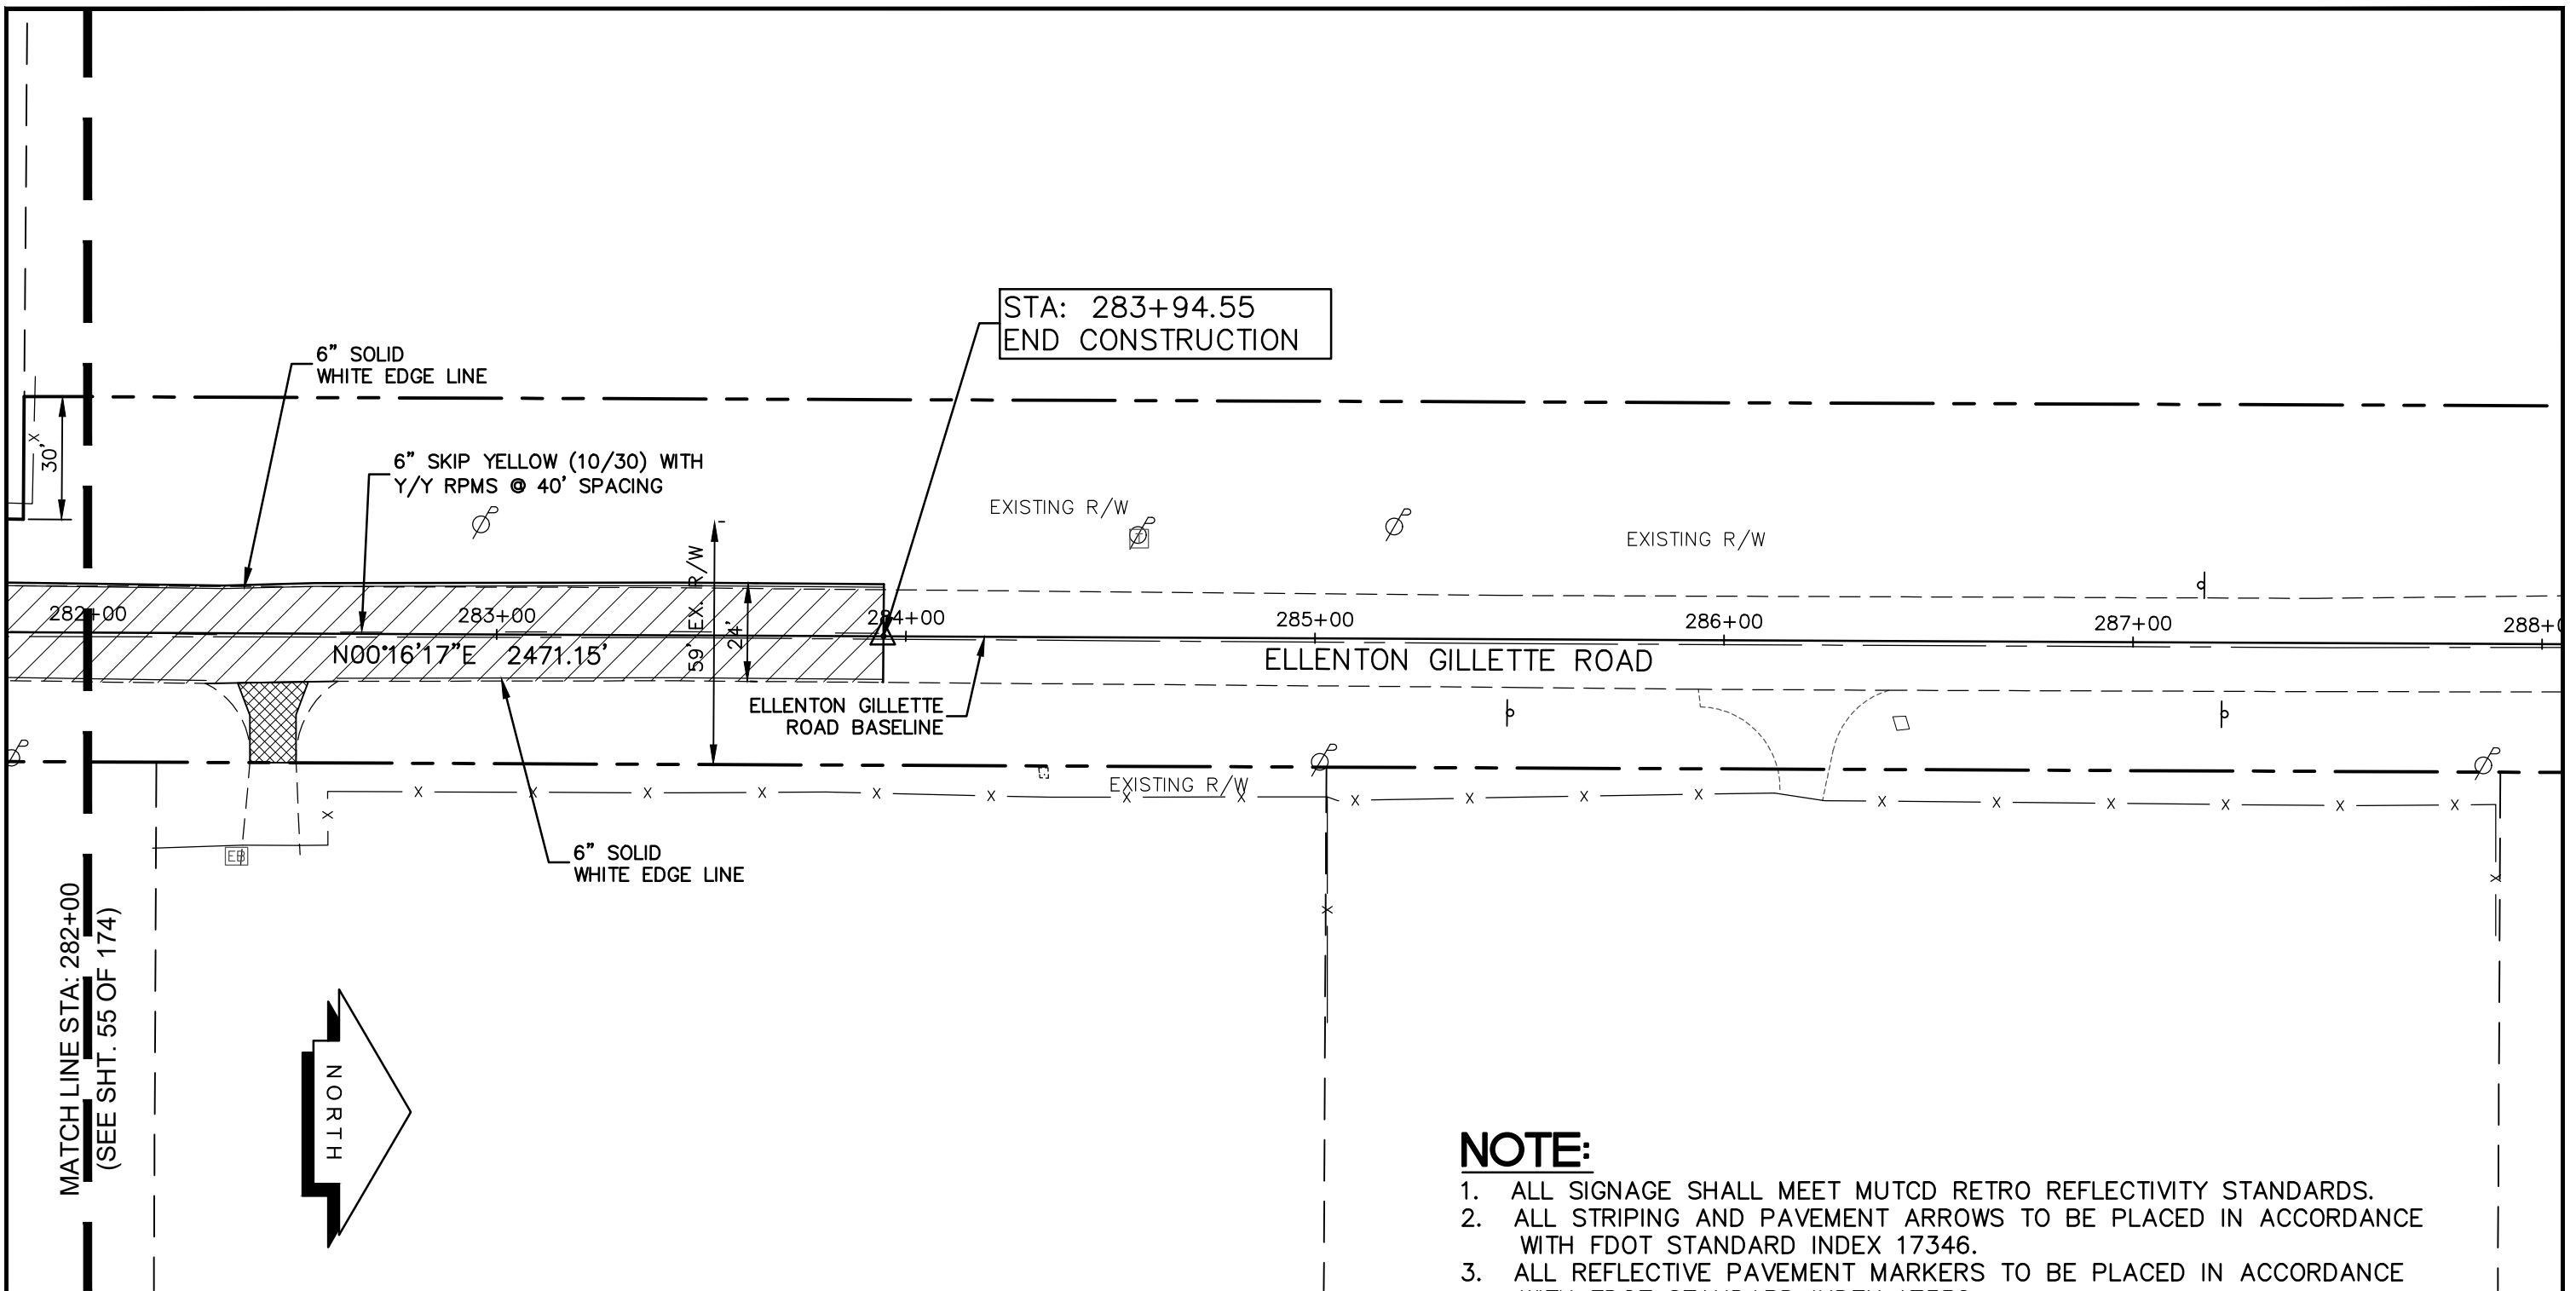 STA: 283+94.55
END CONSTRUCTION
6" SOLID
WHITE EDGE LINE
30'
X
6" SKIP YELLOW (10/30) WITH
Y/Y RPMS @ 40' SPACING
EXISTING R/W
T
EXISTING R/W
59' EX. R/W
24'
282+00
283+00
284+00
285+00
286+00
287+00
N00°16'17"E 2471.15'
ELLENTON GILLETTE ROAD
ELLENTON GILLETTE
ROAD BASELINE
EXISTING R/W
X X X X X X X X X X X X X X X X X X
X
X
X
EB
6" SOLID
WHITE EDGE LINE
MATCH LINE STA: 282+00
(SEE SHT. 55 OF 174)
NORTH
NOTE:
1. ALL SIGNAGE SHALL MEET MUTCD RETRO REFLECTIVITY STANDARDS.
2. ALL STRIPING AND PAVEMENT ARROWS TO BE PLACED IN ACCORDANCE
WITH FDOT STANDARD INDEX 17346.
3. ALL REFLECTIVE PAVEMENT MARKERS TO BE PLACED IN ACCORDANCE